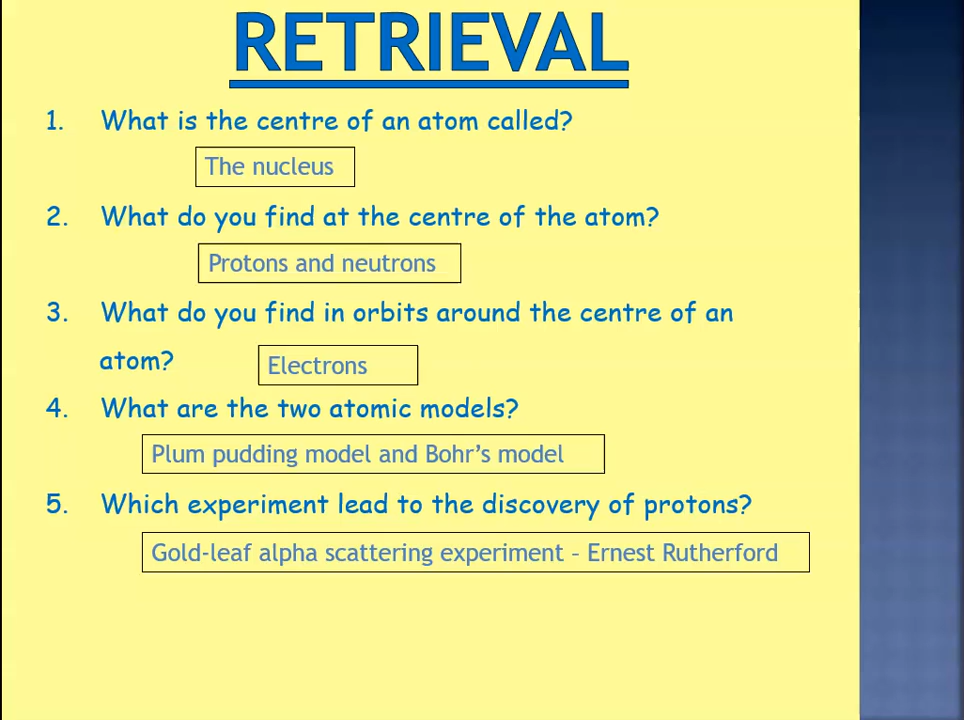 RETRIEVAL
1. What is the centre of an atom called?
The nucleus
2. What do you find at the centre of the atom?
Protons and neutrons
3. What do you find in orbits around the centre of an
atom?
Electrons
4. What are the two atomic models?
Plum pudding model and Bohr’s model
5. Which experiment lead to the discovery of protons?
Gold-leaf alpha scattering experiment – Ernest Rutherford